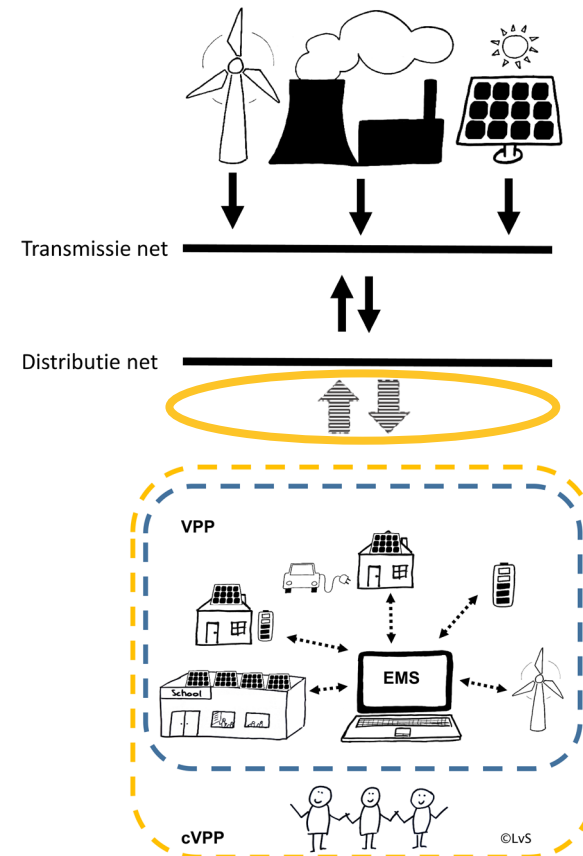 Transmissie net
Distributie net
VPP
EMS
School
cVPP
©LvS